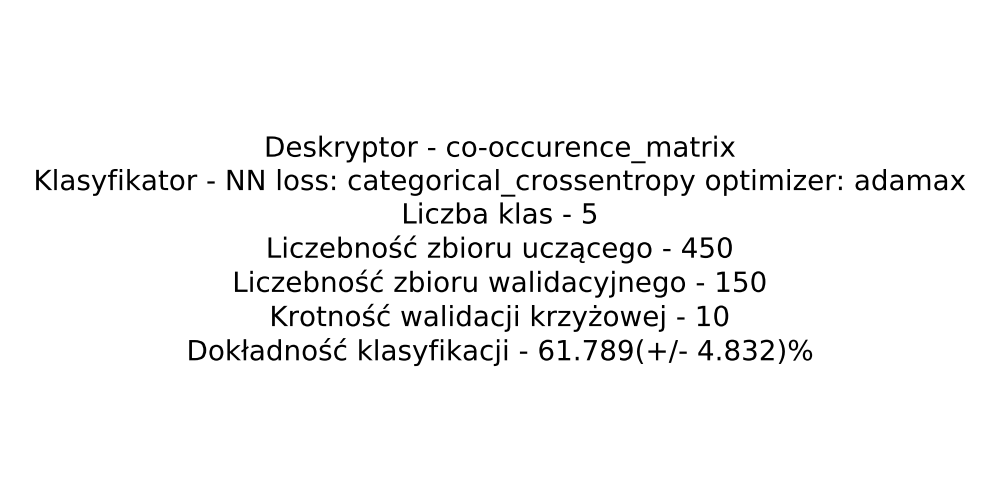 Deskryptor - co-occurence_matrix
Klasyfikator - NN loss: categorical_crossentropy optimizer: adamax
Liczba klas - 5
Liczebność zbioru uczącego - 450
Liczebność zbioru walidacyjnego - 150
Krotność walidacji krzyżowej - 10
Dokładność klasyfikacji - 61.789(+/- 4.832)%